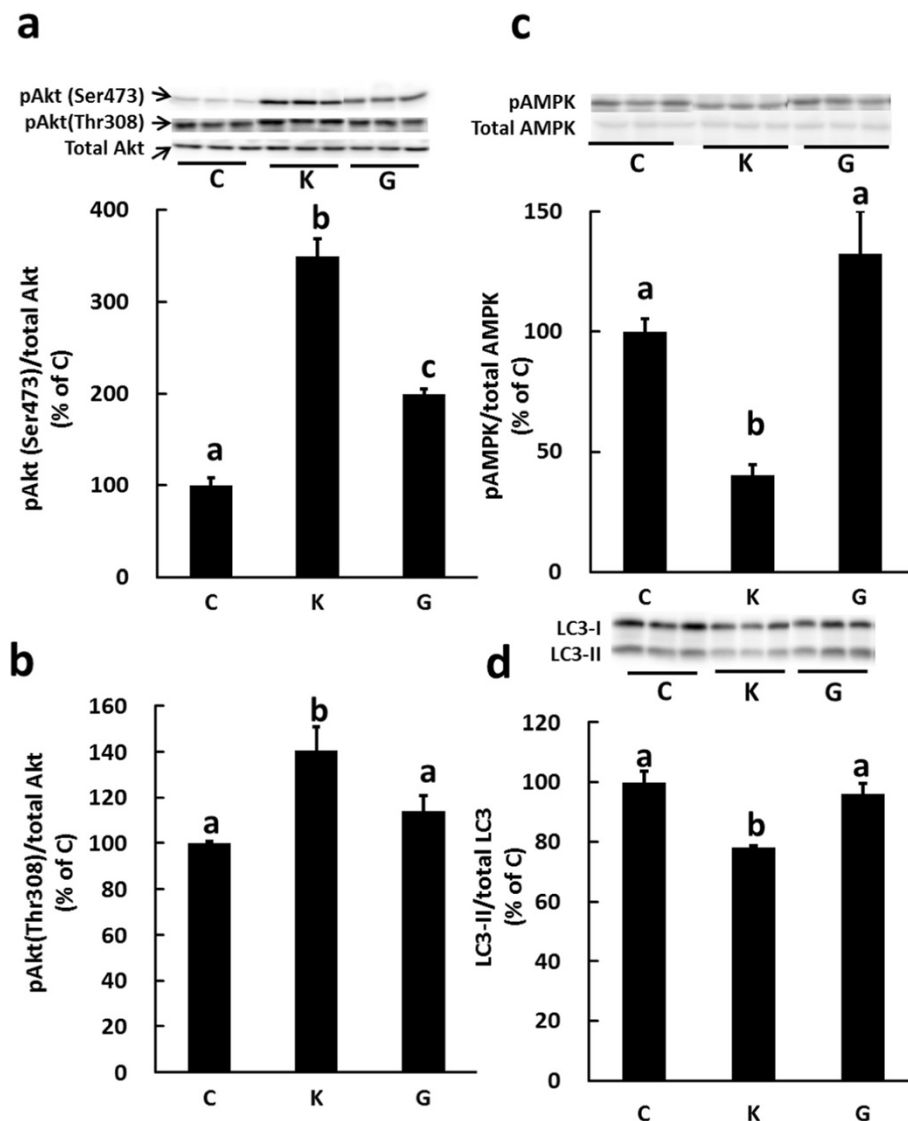 a
pAkt (Ser473)
pAkt(Thr308)
Total Akt
C K G
400
300
200
100
0
pAkt (Ser473)/total Akt
(% of C)
a
b
c
C K G
c
pAMPK
Total AMPK
C K G
150
100
50
0
pAMPK/total AMPK
(% of C)
a
b
a
C K G
b
160
140
120
100
80
60
40
20
0
pAkt(Thr308)/total Akt
(% of C)
a
b
a
C K G
d
LC3-I
LC3-II
C K G
120
100
80
60
40
20
0
LC3-II/total LC3
(% of C)
a
b
a
C K G